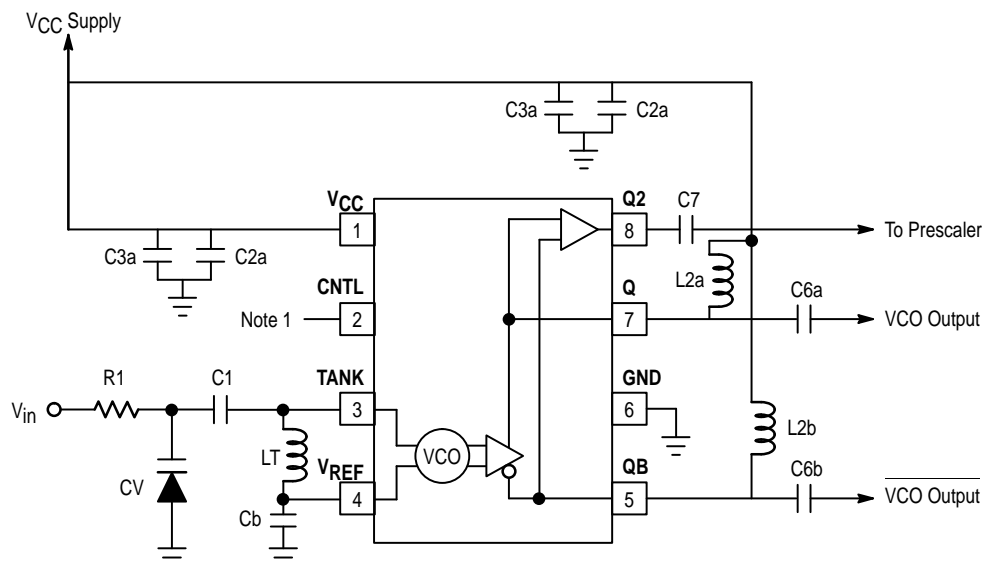 VCC Supply
C3a
C2a
VCC
1
Q2
8
C7
To Prescaler
C3a
C2a
L2a
CNTL
2
Note 1
Q
7
C6a
VCO Output
R1
C1
TANK
3
GND
6
Vin
LT
VCO
L2b
CV
VREF
4
QB
5
C6b
VCO Output
Cb